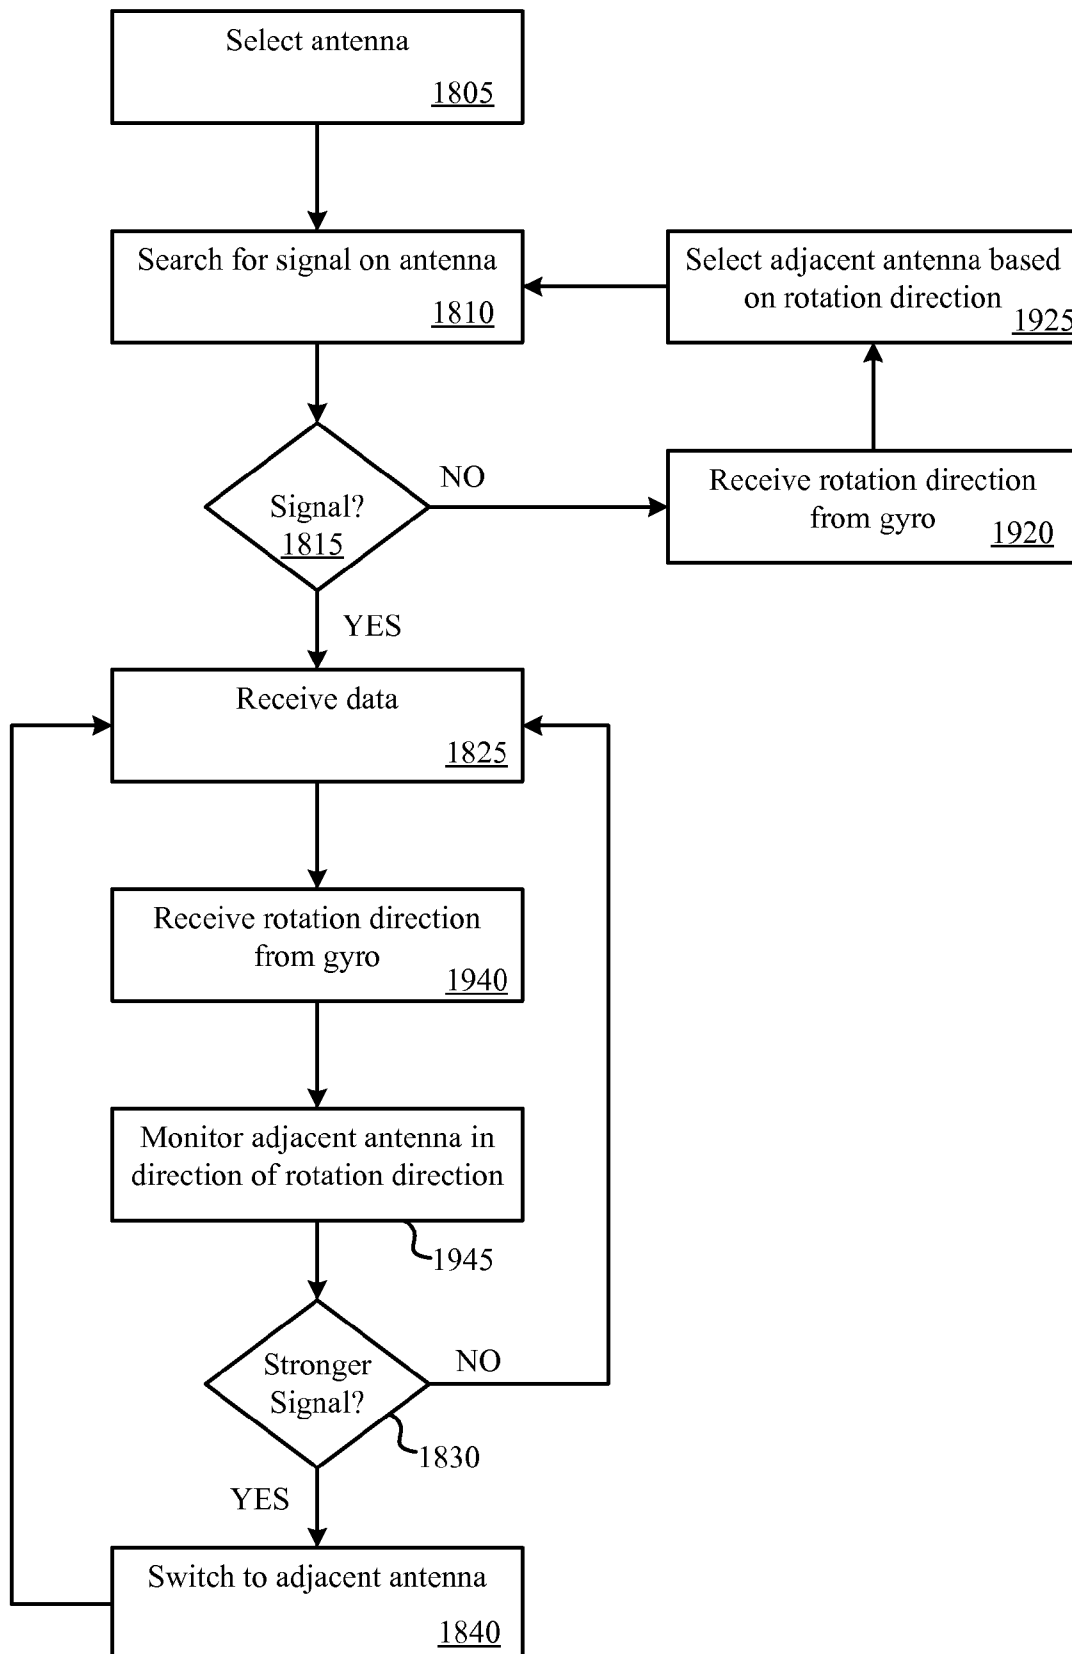 Select antenna
1805
Search for signal on antenna
1810
Select adjacent antenna based
on rotation direction
1925
Signal?
1815
NO
Receive rotation direction
from gyro
1920
YES
Receive data
1825
Receive rotation direction
from gyro
1940
Monitor adjacent antenna in
direction of rotation direction
1945
Stronger
Signal?
NO
1830
YES
Switch to adjacent antenna
1840